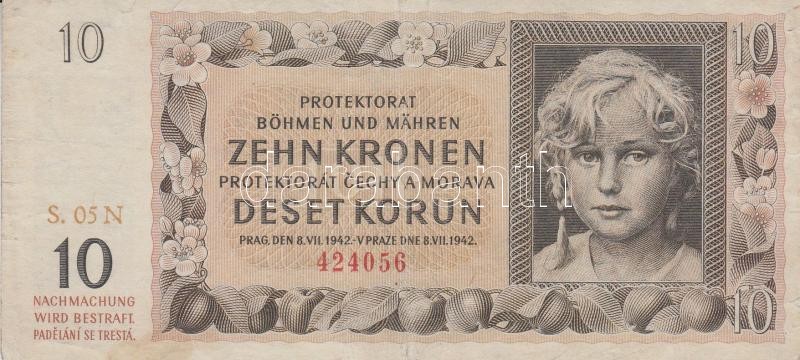 10
10
PROTEKTORAT
BÖHMEN UND MÄHREN
ZEHN KRONEN
PROTEKTORÁT ČECHY A MORAVA
DESET KORUN
PRAG, DEN 8.VII.1942.-V PRAZE DNE 8.VII.1942.
424056
S. 05 N
10
NACHMACHUNG
WIRD BESTRAFT.
PADĚLÁNÍ SE TRESTÁ.
10
darabanth